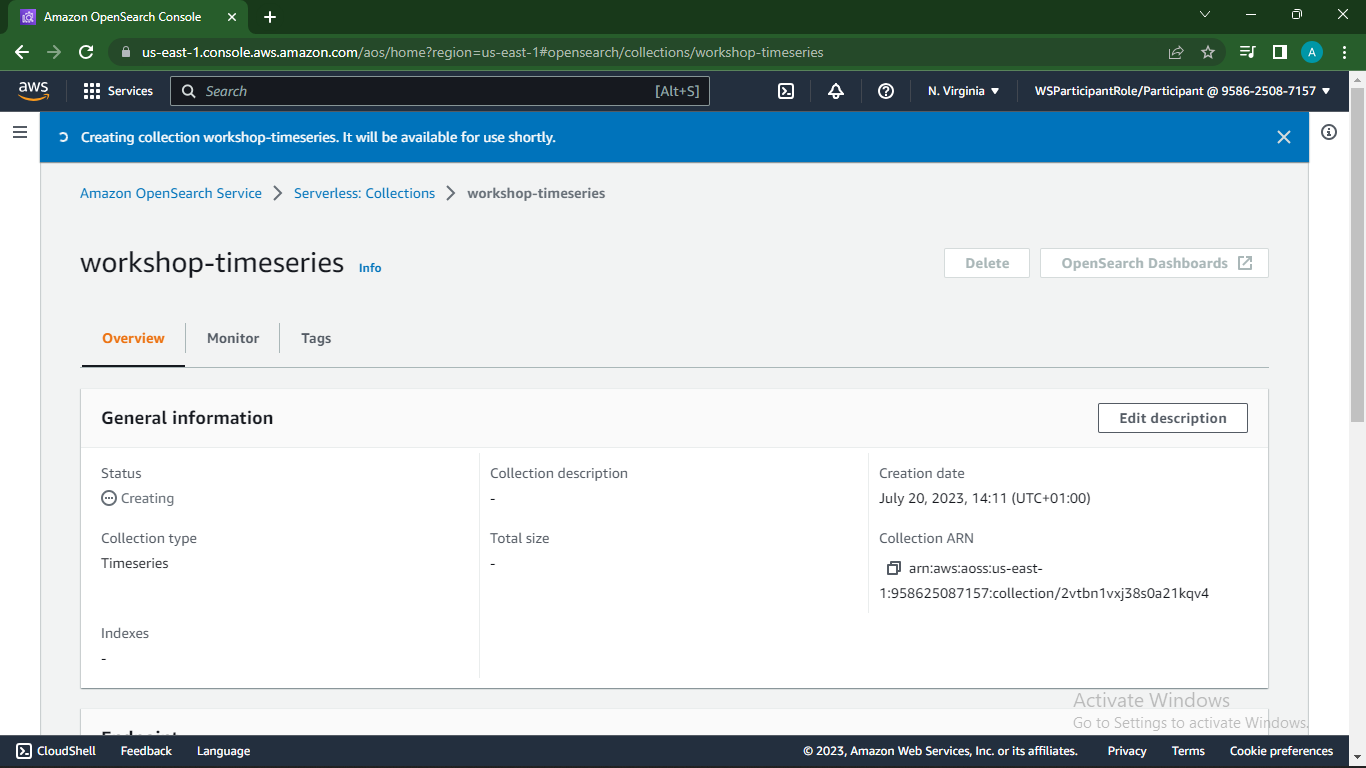 Amazon OpenSearch Console
us-east-1.console.aws.amazon.com/aos/home?region=us-east-1#opensearch/collections/workshop-timeseries
A
aws
Services
Search
[Alt+S]
N. Virginia
WSParticipantRole/Participant @ 9586-2508-7157
Creating collection workshop-timeseries. It will be available for use shortly.
Amazon OpenSearch Service
Serverless: Collections
workshop-timeseries
workshop-timeseries
Info
Delete
OpenSearch Dashboards
Overview
Monitor
Tags
General information
Edit description
Status
Creating
Collection type
Timeseries
Indexes
-
Collection description
-
Total size
-
Creation date
July 20, 2023, 14:11 (UTC+01:00)
Collection ARN
arn:aws:aoss:us-east-
1:958625087157:collection/2vtbn1vxj38s0a21kqv4
Endpoint
Activate Windows
Go to Settings to activate Windows.
CloudShell
Feedback
Language
© 2023, Amazon Web Services, Inc. or its affiliates.
Privacy
Terms
Cookie preferences